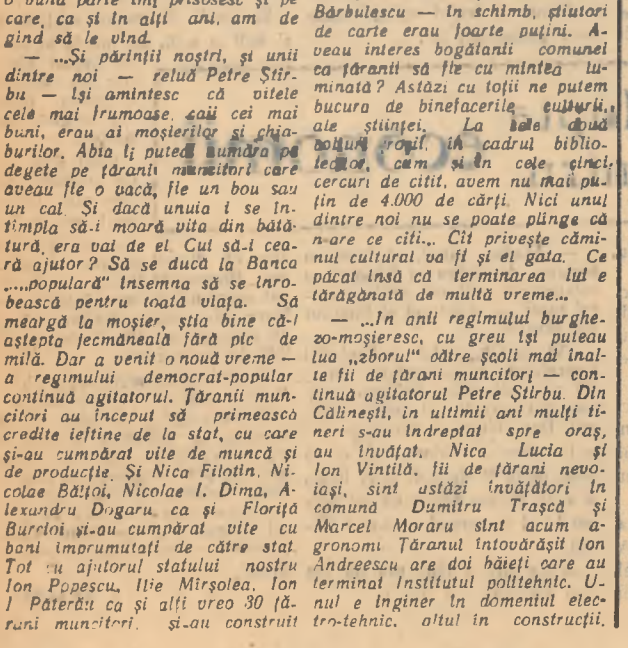 care, ca și în alți ani, am de
gînd să le vînd.
— ...Și părinții noștri, și unii
dintre noi — reluă Petre Știr-
bu — își amintesc că vitele
cele mai frumoase, caii cei mai
buni, erau ai moșierilor și chia-
burilor. Abia îi puteai număra pe
degete pe țăranii muncitori care
aveau fie o vacă, fie un bou sau
un cal. Și dacă unuia i se în-
tîmpla să-i moară vita din bătă-
tură, era vai de el. Cui să-i cea-
ră ajutor? Să se ducă la Banca
„...populară" însemna să se înro-
bească pentru toată viața. Să
meargă la moșier, știa bine că-l
aștepta jecmăneală fără pic de
milă. Dar a venit o nouă vreme —
a regimului democrat-popular
continuă agitatorul. Țăranii mun-
citori au început să primească
credite ieftine de la stat, cu care
și-au cumpărat vite de muncă și
de producție. Și Nica Filotin, Ni-
colae Bălțoi, Nicolae I. Dima, A-
lexandru Dogaru, ca și Floriță
Burcioi și-au cumpărat vite cu
bani împrumutați de către stat.
Tot cu ajutorul statului nostru
Ion Popescu, Ilie Mîrșolea, Ion
I Păterău ca și alți vreo 30 ță-
rani muncitori, și-au construit
Bărbulescu — în schimb, știutori
de carte erau foarte puțini. A-
veau interes bogătanii comunei
ca țăranii să fie cu mintea lu-
minată? Astăzi cu toții ne putem
bucura de binefacerile culturii,
ale științei. La cele două
colțuri roșii, în cadrul biblio-
tecilor, cum și în cele cinci
cercuri de citit, avem nu mai pu-
țin de 4.000 de cărți. Nici unul
dintre noi nu se poate plînge că
n-are ce citi... Cît privește cămi-
nul cultural va fi și el gata. Ce
păcat însă că terminarea lui e
tărăgănată de multă vreme...
— ...In anii regimului burghe-
zo-moșieresc, cu greu își puteau
lua „zborul" către școli mai înal-
te fii de țărani muncitori — con-
tinuă agitatorul Petre Știrbu. Din
Călinești, în ultimii ani mulți ti-
neri s-au îndreptat spre oraș,
au învățat. Nica Lucia și
Ion Vintilă, fii de țărani nevo-
iași, sînt astăzi învățători în
comună Dumitru Trașcă și
Marcel Moraru sînt acum a-
gronomi Țăranul întovărășit Ion
Andreescu are doi băieți care au
terminat Institutul politehnic. U-
nul e inginer în domeniul elec-
tro-tehnic, altul în construcții.